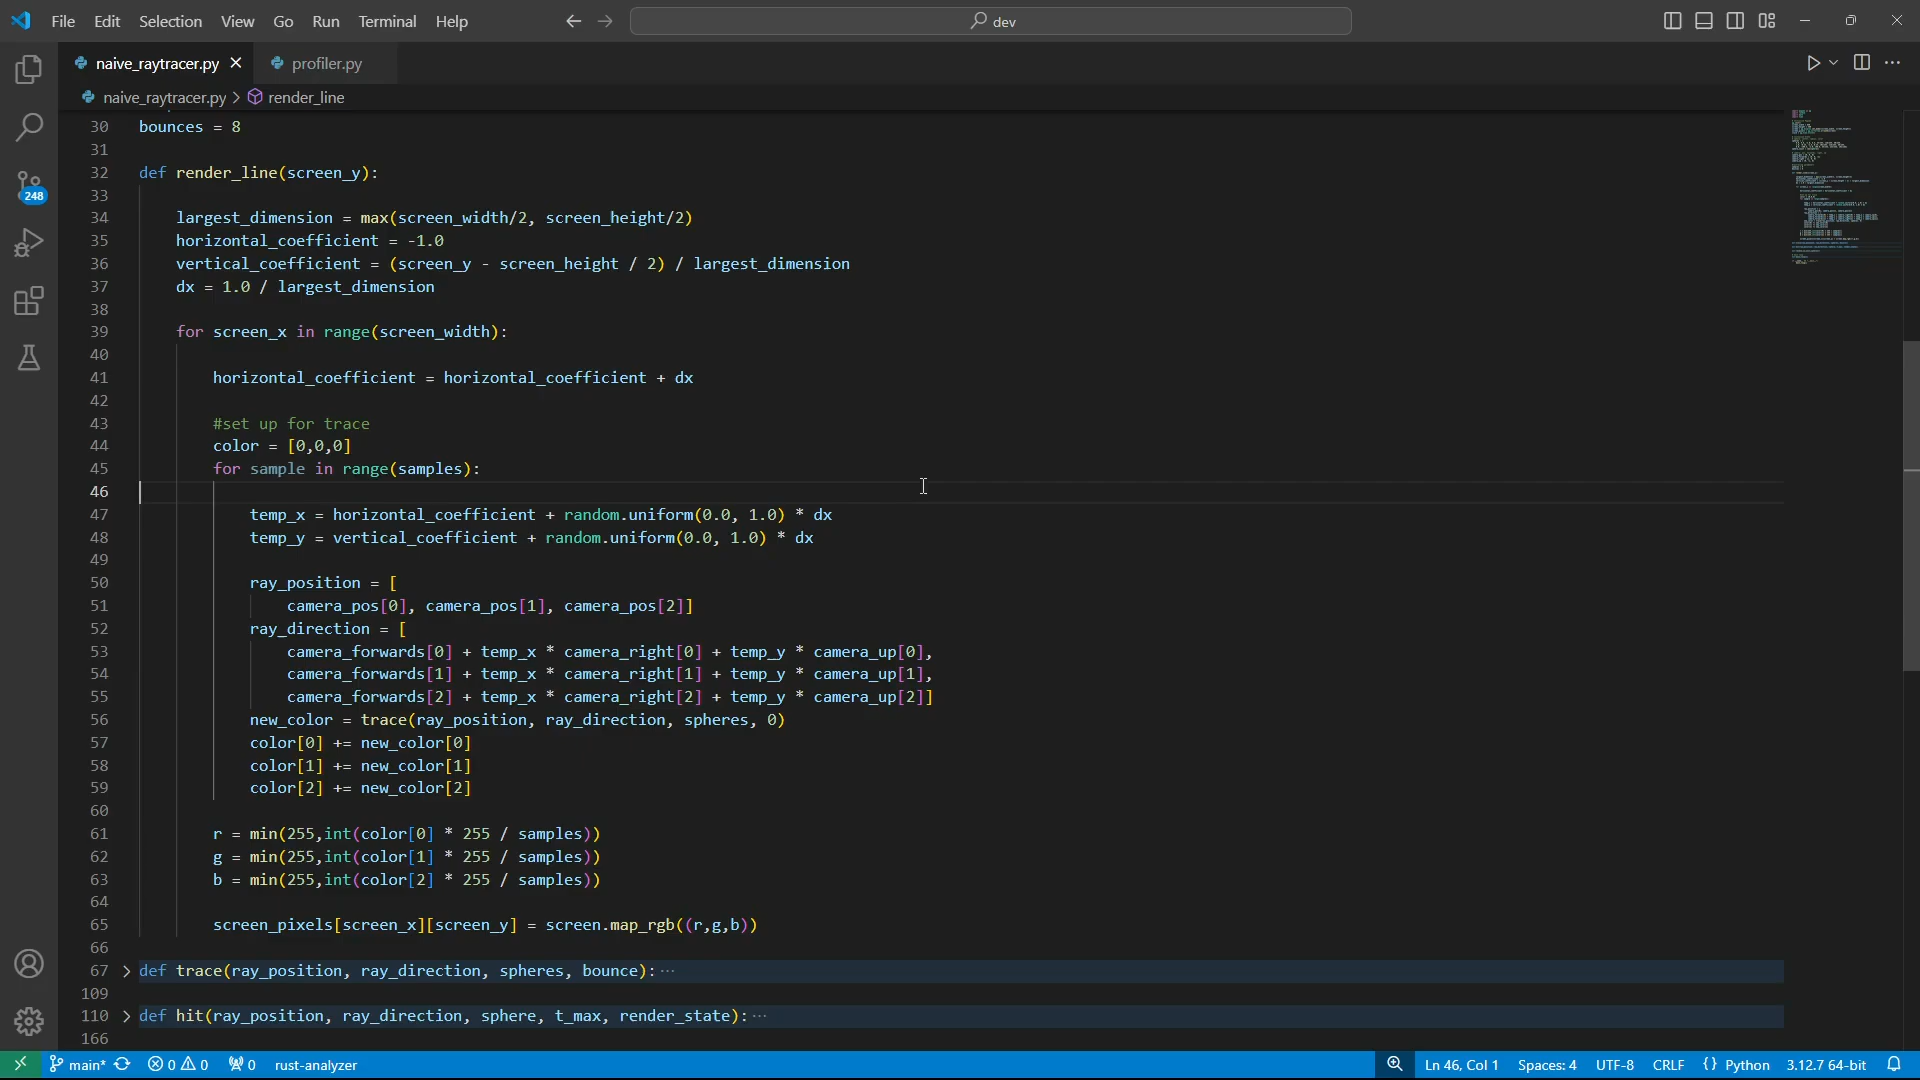 File Edit Selection View Go Run Terminal Help
dev
naive_raytracer.py
profiler.py
naive_raytracer.py > render_line
30 bounces = 8
31
32 def render_line(screen_y):
33
34 largest_dimension = max(screen_width/2, screen_height/2)
35 horizontal_coefficient = -1.0
36 vertical_coefficient = (screen_y - screen_height / 2) / largest_dimension
37 dx = 1.0 / largest_dimension
38
39 for screen_x in range(screen_width):
40
41 horizontal_coefficient = horizontal_coefficient + dx
42
43 #set up for trace
44 color = [0,0,0]
45 for sample in range(samples):
46
47 temp_x = horizontal_coefficient + random.uniform(0.0, 1.0) * dx
48 temp_y = vertical_coefficient + random.uniform(0.0, 1.0) * dx
49
50 ray_position = [
51 camera_pos[0], camera_pos[1], camera_pos[2]]
52 ray_direction = [
53 camera_forwards[0] + temp_x * camera_right[0] + temp_y * camera_up[0],
54 camera_forwards[1] + temp_x * camera_right[1] + temp_y * camera_up[1],
55 camera_forwards[2] + temp_x * camera_right[2] + temp_y * camera_up[2]]
56 new_color = trace(ray_position, ray_direction, spheres, 0)
57 color[0] += new_color[0]
58 color[1] += new_color[1]
59 color[2] += new_color[2]
60
61 r = min(255,int(color[0] * 255 / samples))
62 g = min(255,int(color[1] * 255 / samples))
63 b = min(255,int(color[2] * 255 / samples))
64
65 screen_pixels[screen_x][screen_y] = screen.map_rgb((r,g,b))
66
67 def trace(ray_position, ray_direction, spheres, bounce): ...
109
110 def hit(ray_position, ray_direction, sphere, t_max, render_state): ...
166
248
main* 0 0 0 rust-analyzer Ln 46, Col 1 Spaces: 4 UTF-8 CRLF {} Python 3.12.7 64-bit